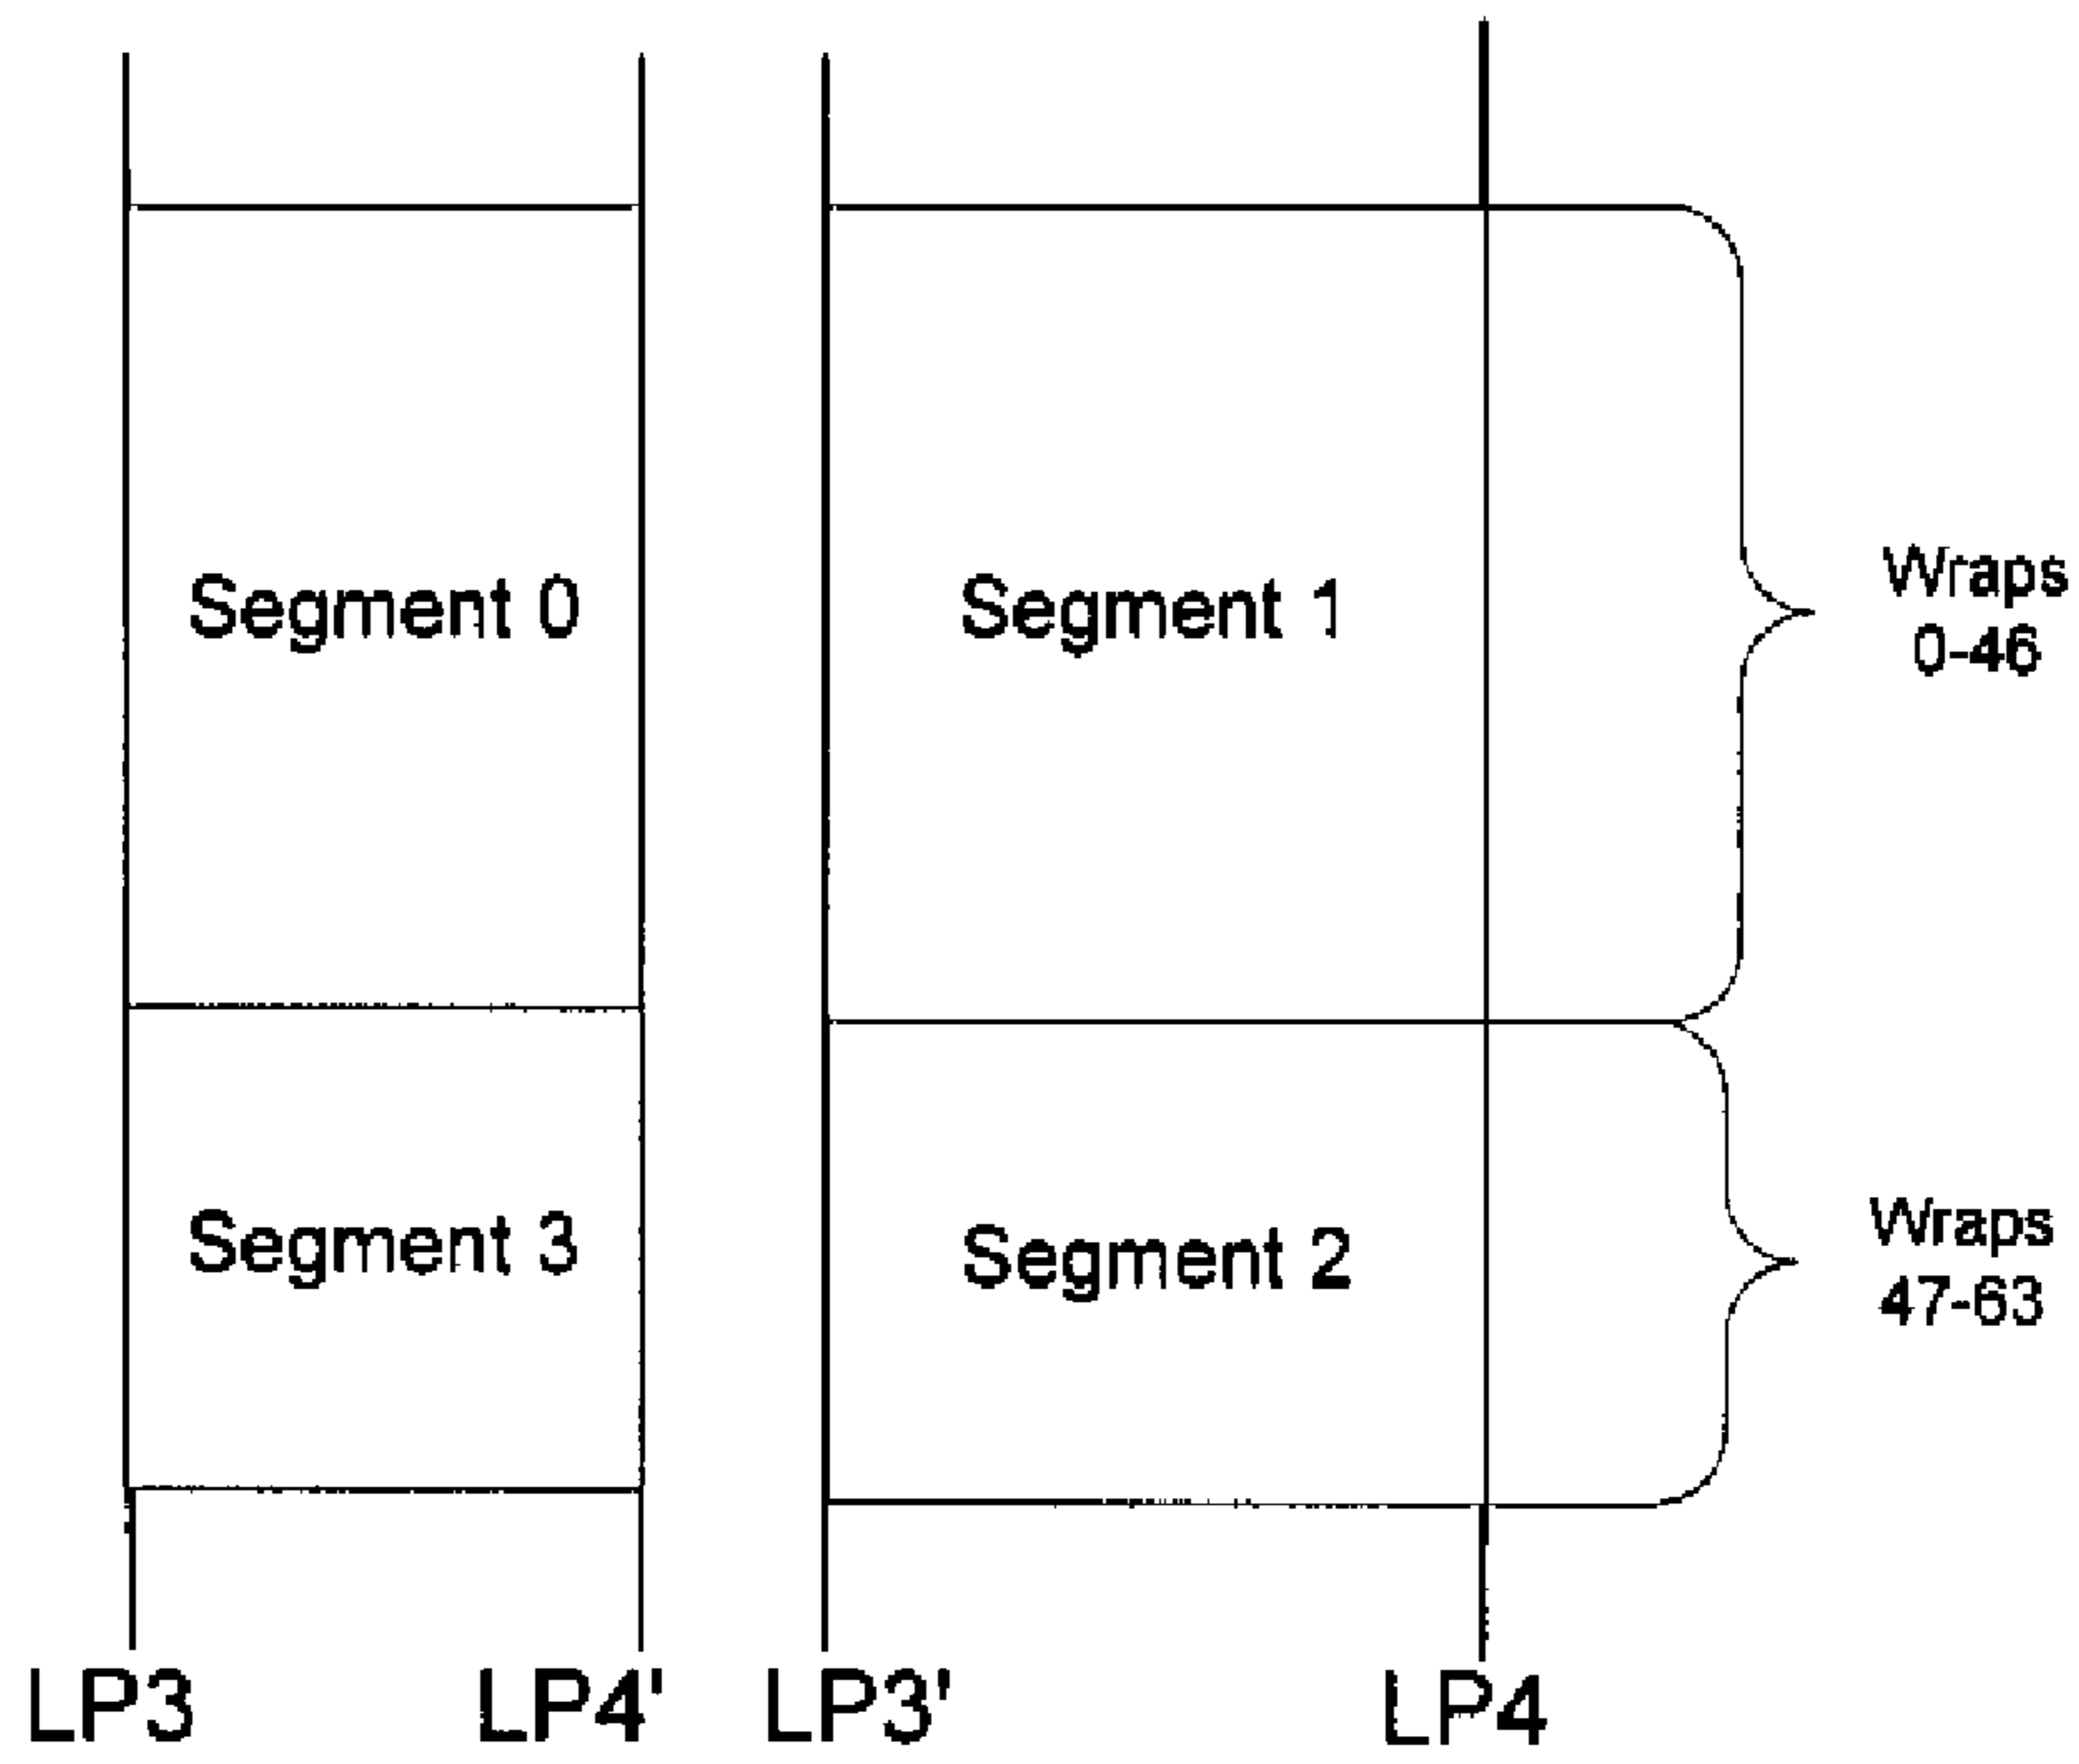 Segment 0
Segment 1
Wraps
0-46
Segment 3
Segment 2
Wraps
47-63
LP3
LP4'
LP3'
LP4